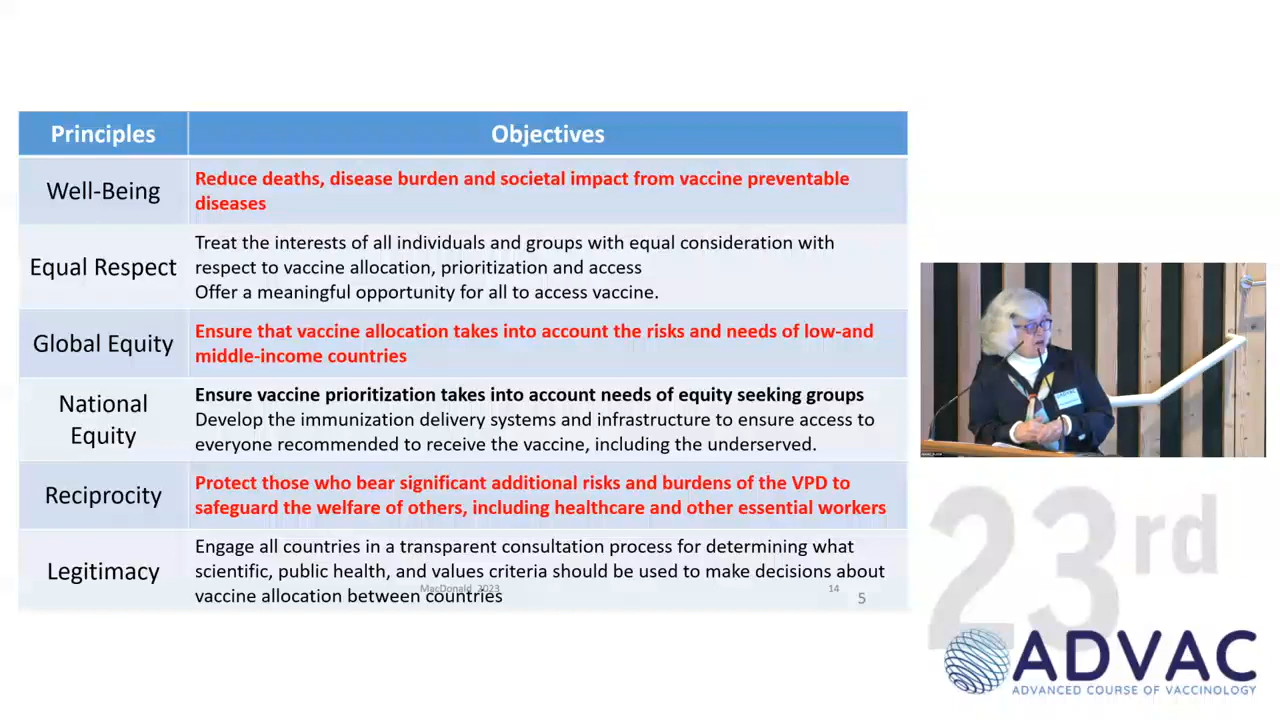 Principles
Objectives
Well-Being
Reduce deaths, disease burden and societal impact from vaccine preventable
diseases
Equal Respect
Treat the interests of all individuals and groups with equal consideration with
respect to vaccine allocation, prioritization and access
Offer a meaningful opportunity for all to access vaccine.
Global Equity
Ensure that vaccine allocation takes into account the risks and needs of low-and
middle-income countries
National
Equity
Ensure vaccine prioritization takes into account needs of equity seeking groups
Develop the immunization delivery systems and infrastructure to ensure access to
everyone recommended to receive the vaccine, including the underserved.
Reciprocity
Protect those who bear significant additional risks and burdens of the VPD to
safeguard the welfare of others, including healthcare and other essential workers
Legitimacy
Engage all countries in a transparent consultation process for determining what
scientific, public health, and values criteria should be used to make decisions about
vaccine allocation between countries
MacDonald 2023
14
5
23rd
ADVAC
ADVANCED COURSE OF VACCINOLOGY